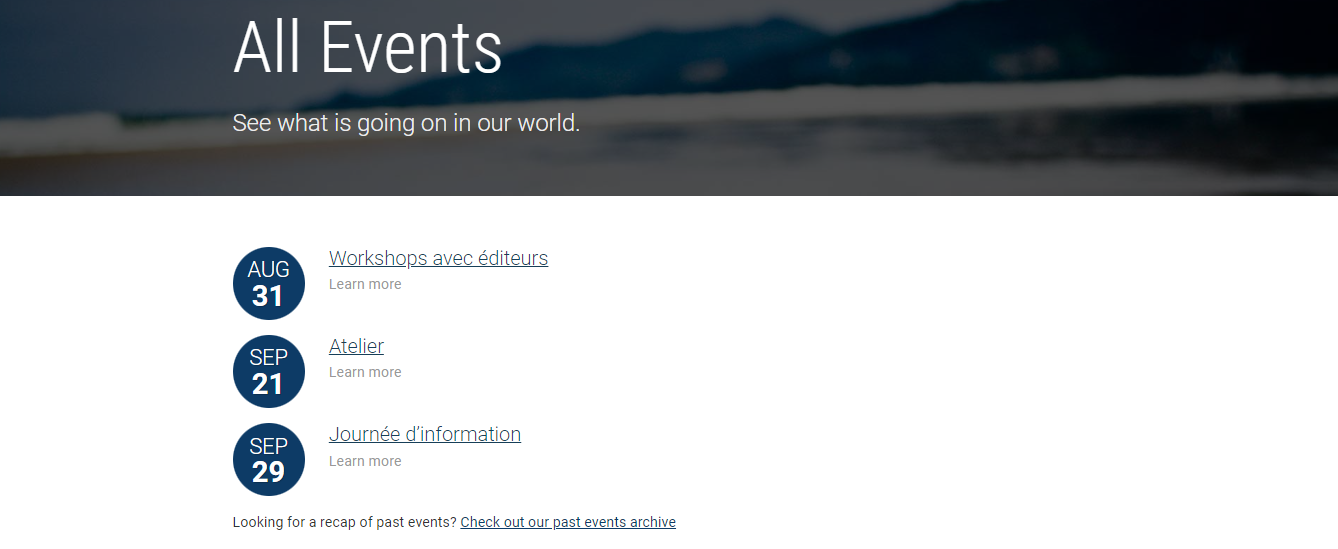 All Events
See what is going on in our world.
AUG
31
Workshops avec éditeurs
Learn more
SEP
21
Atelier
Learn more
SEP
29
Journée d’information
Learn more
Looking for a recap of past events? Check out our past events archive